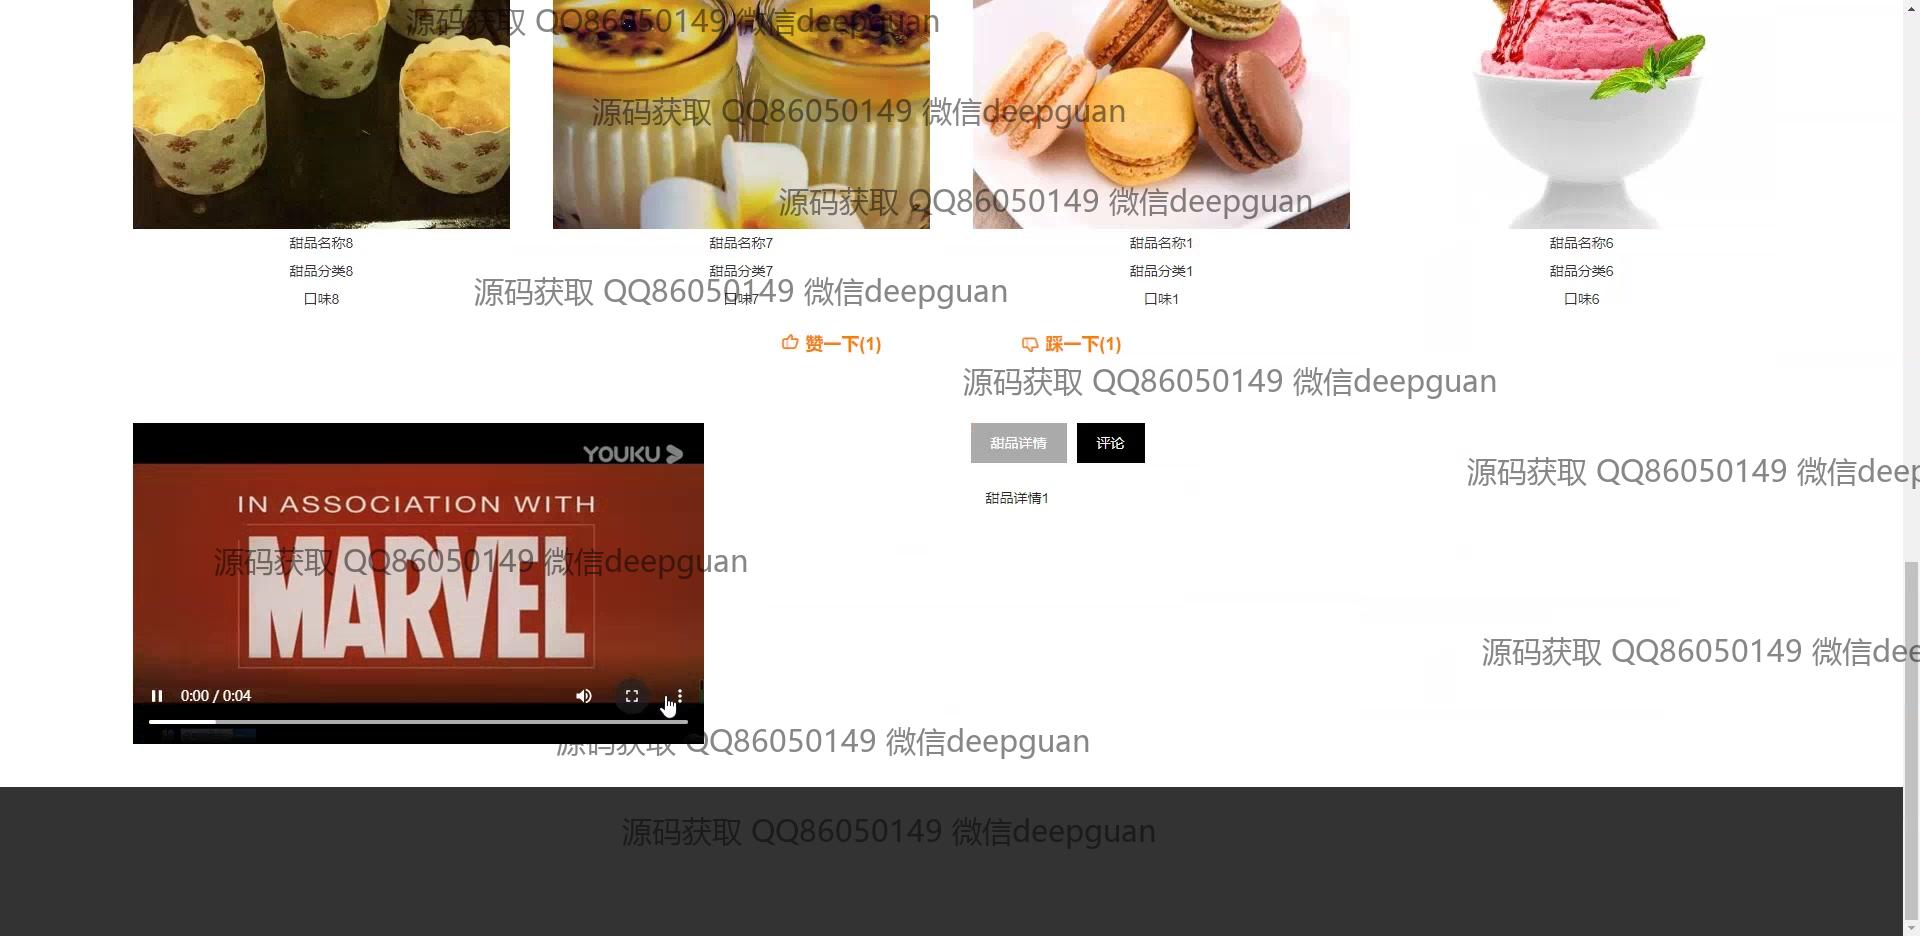 源码获取 QQ86050149 微信deepguan
源码获取 QQ86050149 微信deepguan
源码获取 QQ86050149 微信deepguan
甜品名称8
甜品名称7
甜品名称1
甜品名称6
甜品分类8
甜品分类7
甜品分类1
甜品分类6
源码获取 QQ86050149 微信deepguan
口味8
口味7
口味1
口味6
赞一下(1)
踩一下(1)
源码获取 QQ86050149 微信deepguan
YOUKU
甜品详情
评论
源码获取 QQ86050149 微信deep
IN ASSOCIATION WITH
甜品详情1
MARVEL
源码获取 QQ86050149 微信deepguan
源码获取 QQ86050149 微信dee
0:00 / 0:04
源码获取 QQ86050149 微信deepguan
源码获取 QQ86050149 微信deepguan